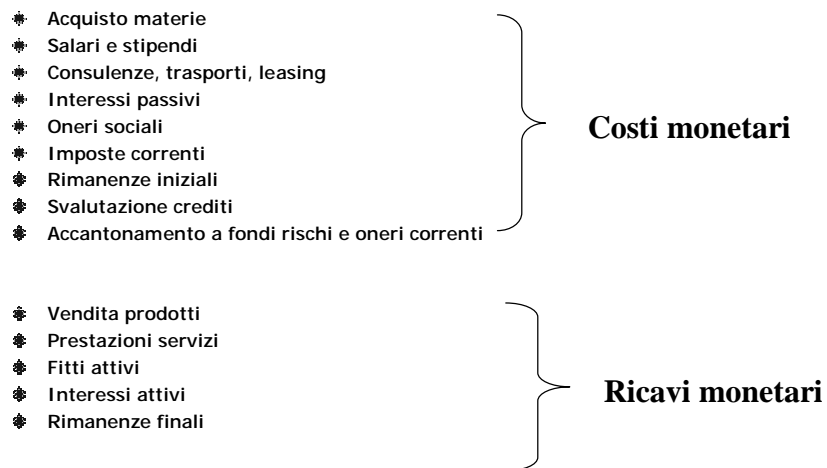 Acquisto materie
Salari e stipendi
Consulenze, trasporti, leasing
Interessi passivi
Oneri sociali
Imposte correnti
Rimanenze iniziali
Svalutazione crediti
Accantonamento a fondi rischi e oneri correnti
Costi monetari
Vendita prodotti
Prestazioni servizi
Fitti attivi
Interessi attivi
Rimanenze finali
Ricavi monetari